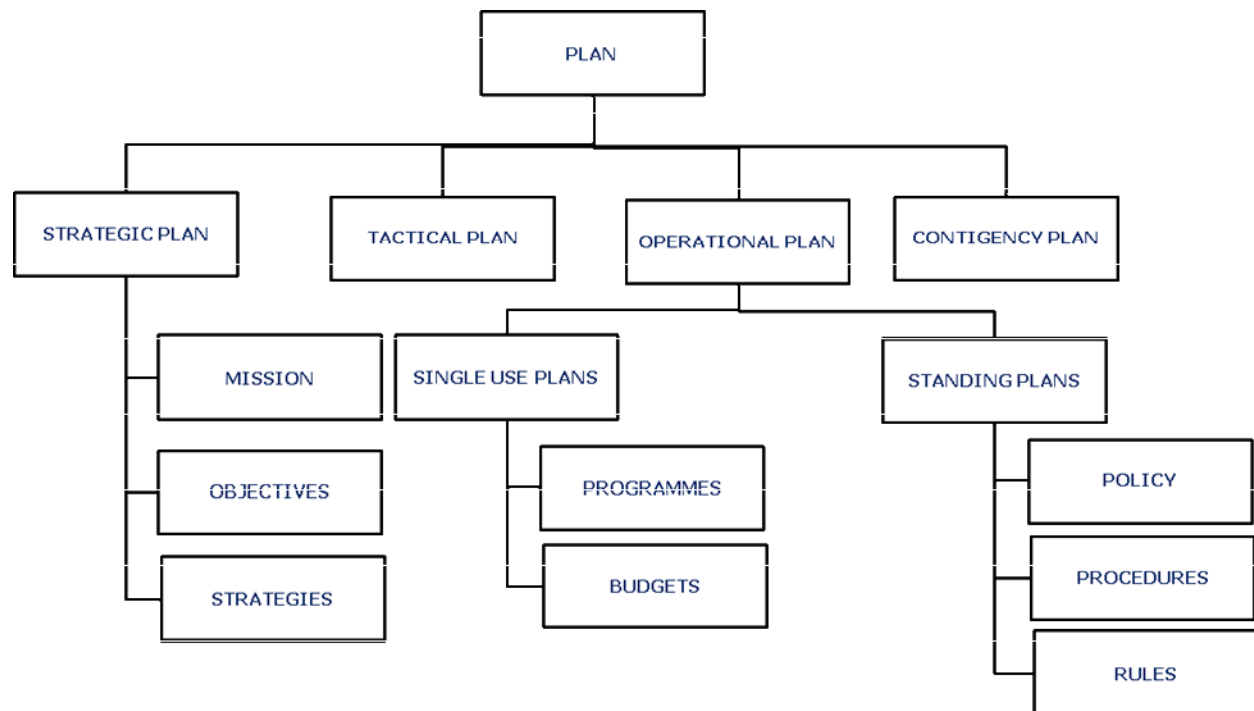 PLAN
STRATEGIC PLAN
TACTICAL PLAN
OPERATIONAL PLAN
CONTIGENCY PLAN
MISSION
SINGLE USE PLANS
STANDING PLANS
OBJECTIVES
PROGRAMMES
POLICY
STRATEGIES
BUDGETS
PROCEDURES
RULES